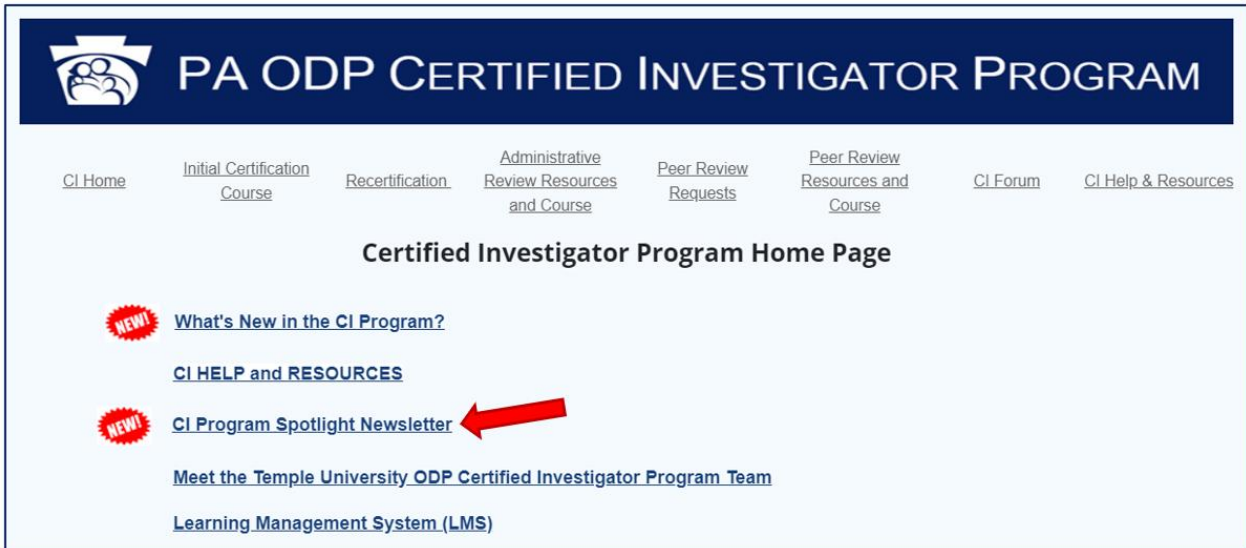 PA ODP CERTIFIED INVESTIGATOR PROGRAM
CI Home
Initial Certification
Course
Recertification
Administrative
Review Resources
and Course
Peer Review
Requests
Peer Review
Resources and
Course
CI Forum
CI Help & Resources
Certified Investigator Program Home Page
NEW!
What's New in the CI Program?
CI HELP and RESOURCES
NEW!
CI Program Spotlight Newsletter
Meet the Temple University ODP Certified Investigator Program Team
Learning Management System (LMS)